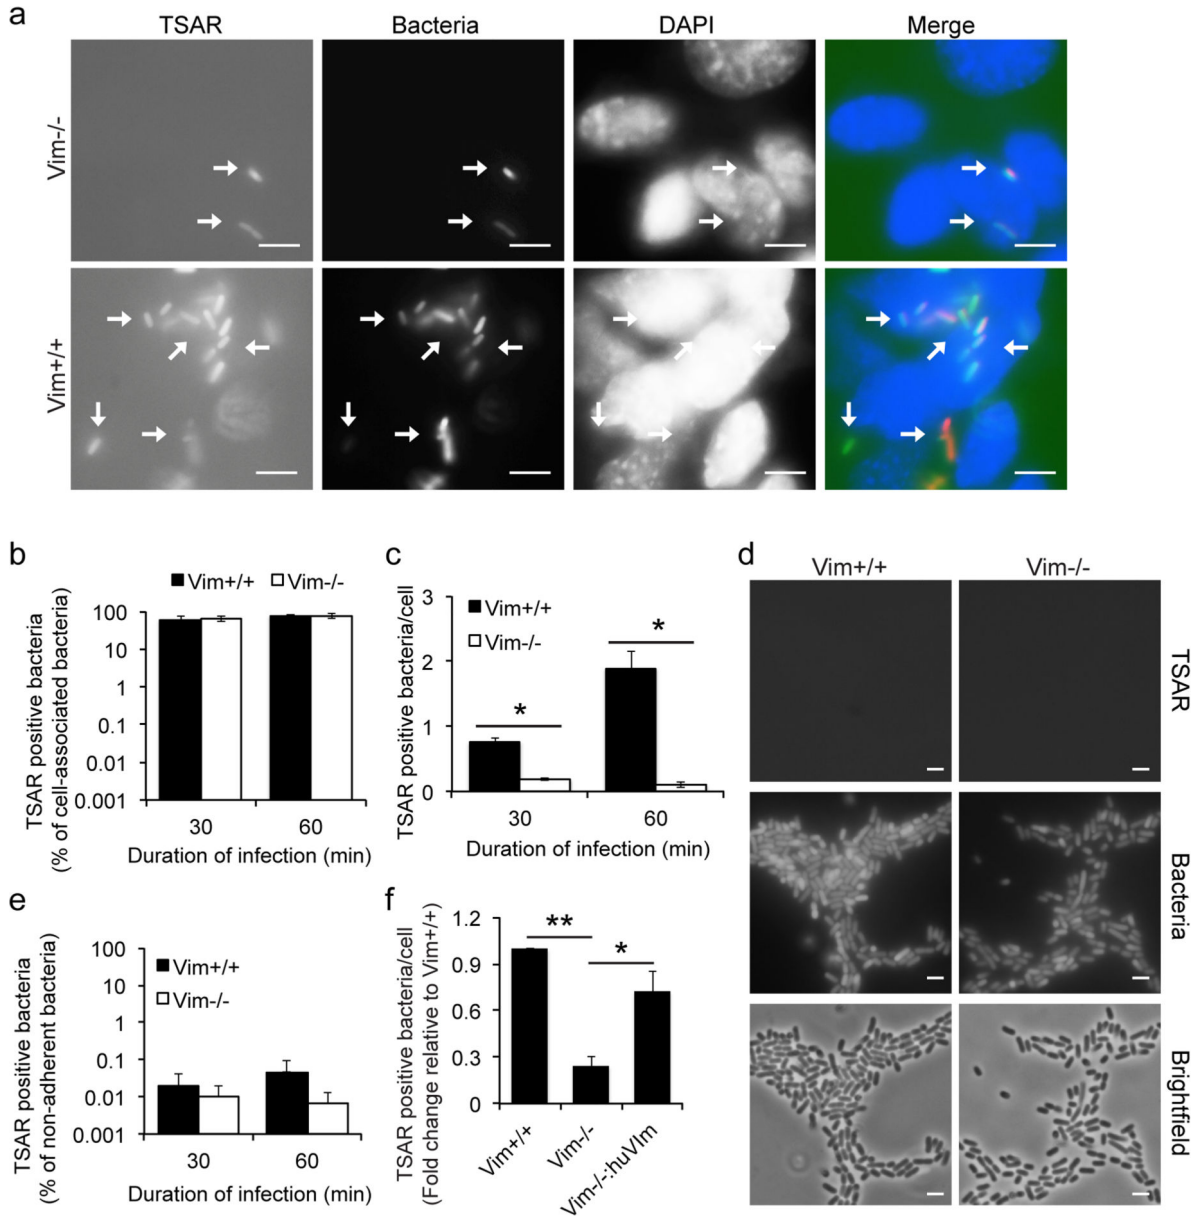 a
TSAR Bacteria DAPI Merge
Vim-/-
Vim+/+
b
Vim+/+ Vim-/-
TSAR positive bacteria
(% of cell-associated bacteria)
100
10
1
0.1
0.01
0.001
30 60
Duration of infection (min)
c
TSAR positive bacteria/cell
3
2
1
0
Vim+/+
Vim-/-
*
*
30 60
Duration of infection (min)
d
Vim+/+ Vim-/-
TSAR
Bacteria
Brightfield
e
TSAR positive bacteria
(% of non-adherent bacteria)
100
10
1
0.1
0.01
0.001
Vim+/+
Vim-/-
30 60
Duration of infection (min)
f
TSAR positive bacteria/cell
(Fold change relative to Vim+/+)
1.2
0.9
0.6
0.3
0
**
*
Vim+/+
Vim-/-
Vim-/-:huVIm